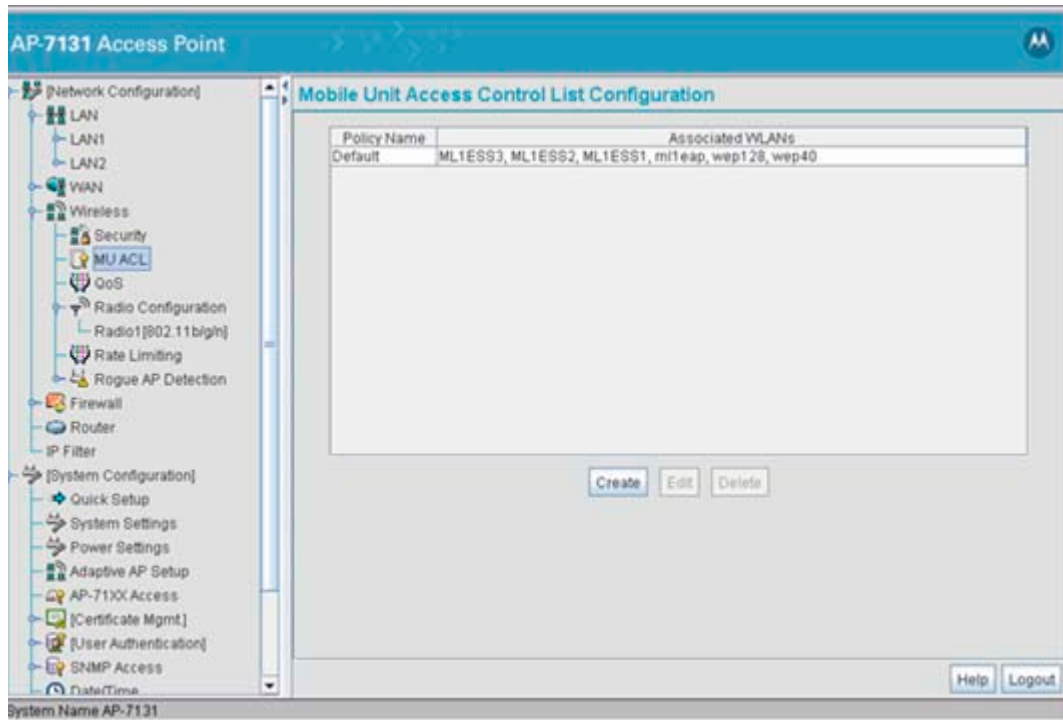 AP-7131 Access Point
[Network Configuration]
LAN
LAN1
LAN2
WAN
Wireless
Security
MU ACL
QoS
Radio Configuration
Radio1[802.11b/g/n]
Rate Limiting
Rogue AP Detection
Firewall
Router
IP Filter
[System Configuration]
Quick Setup
System Settings
Power Settings
Adaptive AP Setup
AP-71XX Access
[Certificate Mgmt.]
[User Authentication]
SNMP Access
Date/Time
Mobile Unit Access Control List Configuration
Policy Name Associated WLANs
Default ML1ESS3, ML1ESS2, ML1ESS1, ml1eap, wep128, wep40
Create Edit Delete
Help Logout
System Name AP-7131